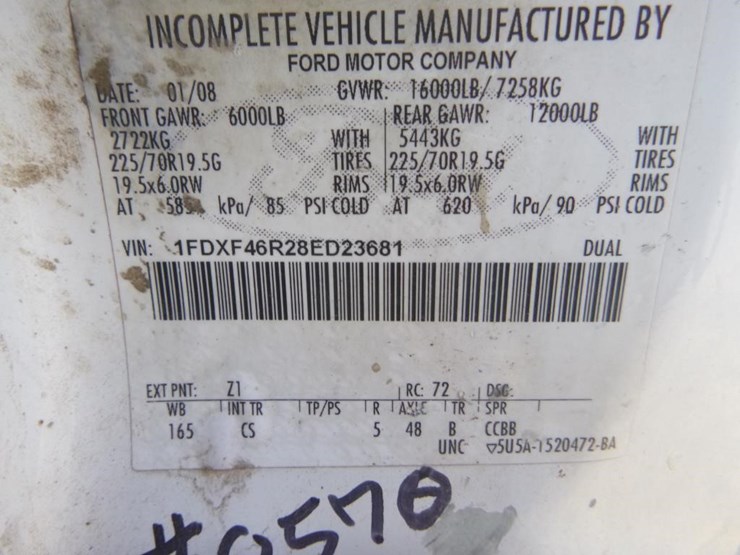 INCOMPLETE VEHICLE MANUFACTURED BY
FORD MOTOR COMPANY
DATE: 01/08 GVWR: 16000LB/ 7258KG
FRONT GAWR: 6000LB REAR GAWR: 12000LB
2722KG WITH 5443KG WITH
225/70R19.5G TIRES 225/70R19.5G TIRES
19.5x6.0RW RIMS 19.5x6.0RW RIMS
AT 585 kPa/ 85 PSI COLD AT 620 kPa/ 90 PSI COLD
VIN: 1FDXF46R28ED23681 DUAL
EXT PNT: Z1 RC: 72 DSG:
WB INT TR TP/PS R AXLE TR SPR
165 CS 5 48 B CCBB
UNC ▽5U5A-1520472-BA
#0570